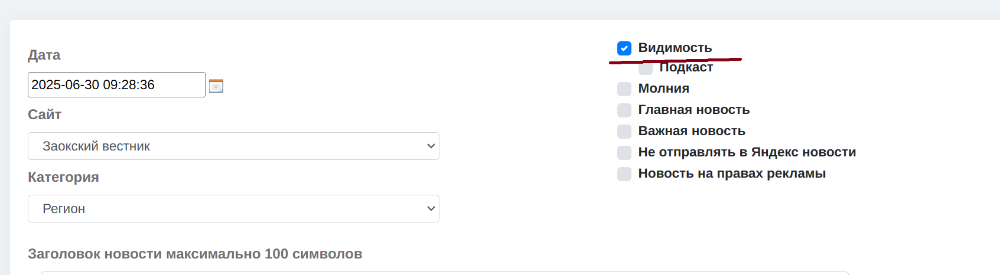 Дата
2025-06-30 09:28:36
Сайт
Заокский вестник
Категория
Регион
Видимость
Подкаст
Молния
Главная новость
Важная новость
Не отправлять в Яндекс новости
Новость на правах рекламы
Заголовок новости максимально 100 символов